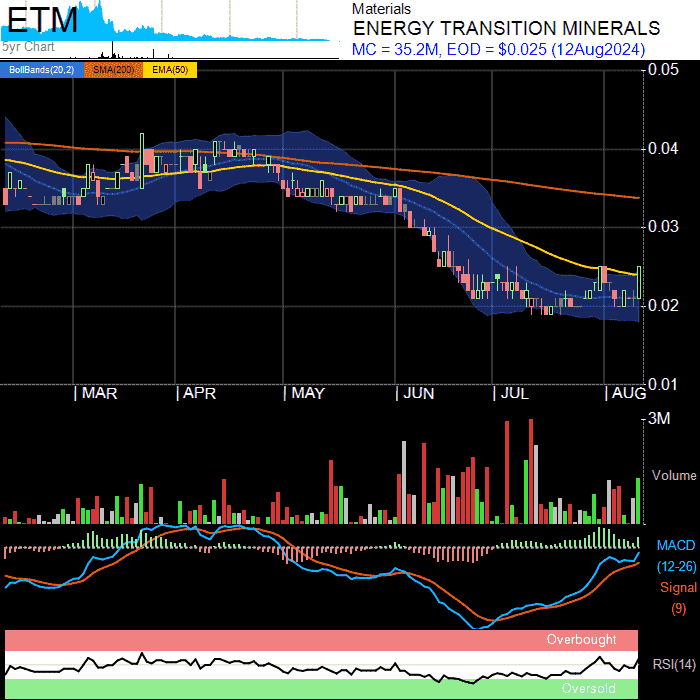 ETM
5yr Chart
Materials
ENERGY TRANSITION MINERALS
MC = 35.2M, EOD = $0.025 (12Aug2024)
BollBands(20,2) SMA(200) EMA(50)
0.05
0.04
0.03
0.02
0.01
| MAR | APR | MAY | JUN | JUL | AUG
3M
Volume
MACD
(12-26)
Signal
(9)
Overbought
RSI(14)
Oversold